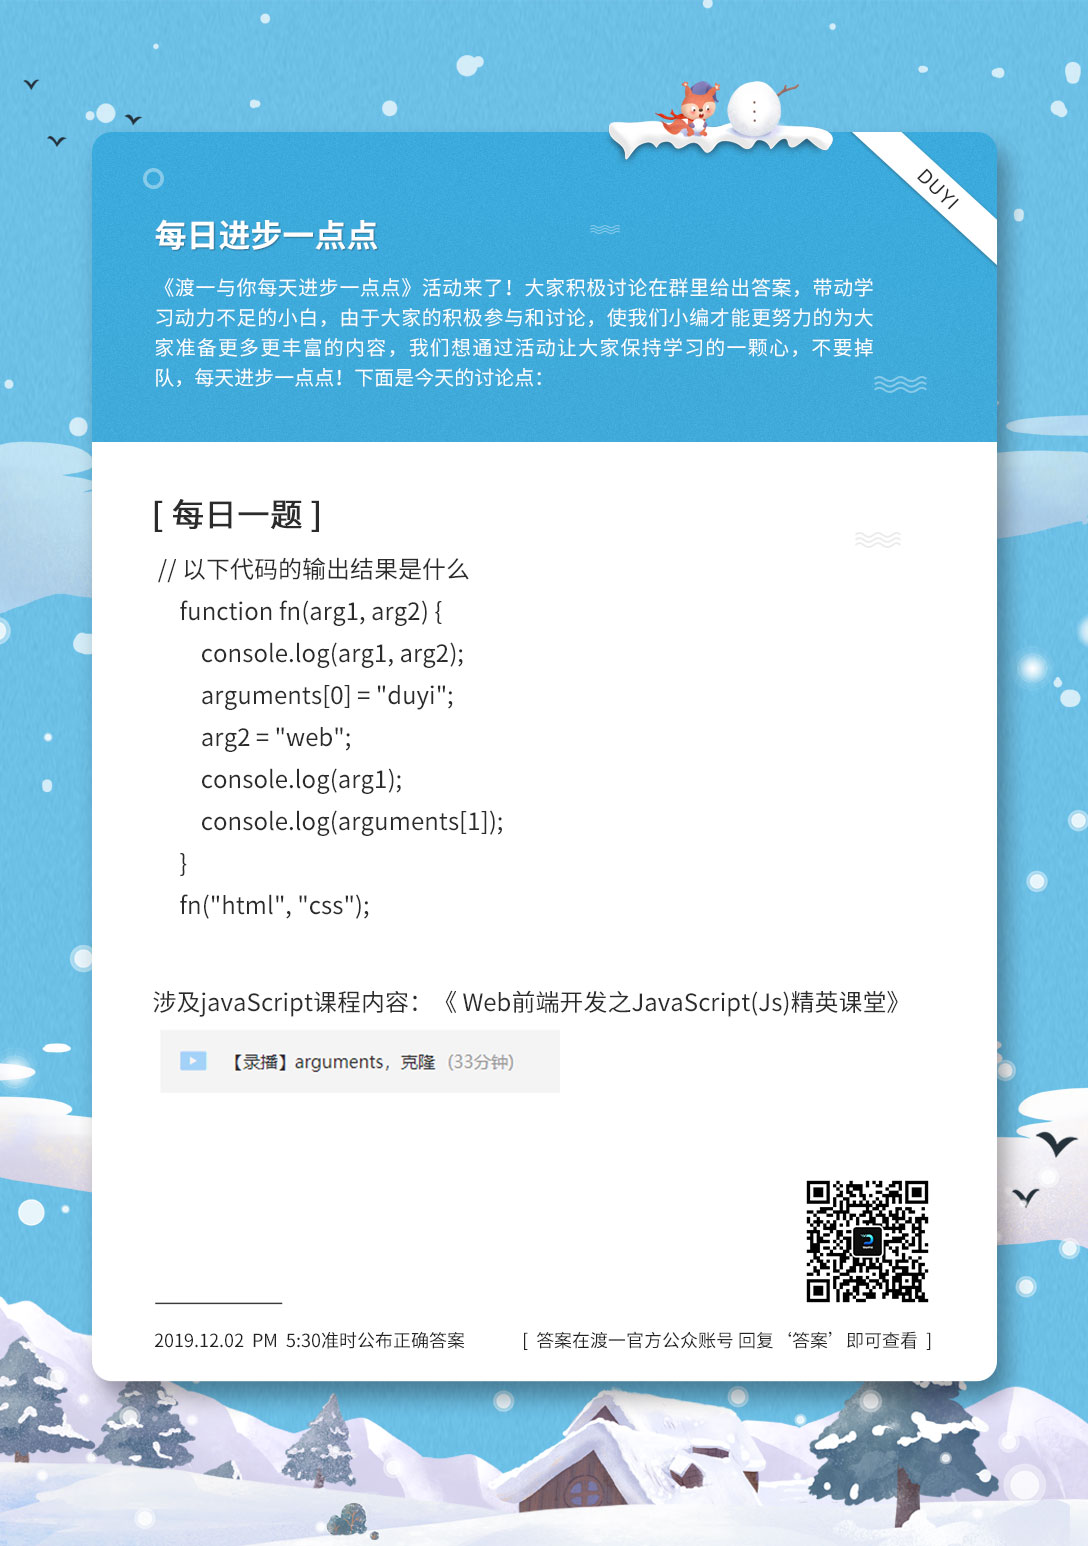 DUYI
每日进步一点点
《渡一与你每天进步一点点》活动来了！大家积极讨论在群里给出答案，带动学
习动力不足的小白，由于大家的积极参与和讨论，使我们小编才能更努力的为大
家准备更多更丰富的内容，我们想通过活动让大家保持学习的一颗心，不要掉
队，每天进步一点点！下面是今天的讨论点：
[ 每日一题 ]
// 以下代码的输出结果是什么
function fn(arg1, arg2) {
console.log(arg1, arg2);
arguments[0] = "duyi";
arg2 = "web";
console.log(arg1);
console.log(arguments[1]);
}
fn("html", "css");
涉及javaScript课程内容：《 Web前端开发之JavaScript(Js)精英课堂》
【录播】arguments，克隆 (33分钟)
2019.12.02 PM 5:30准时公布正确答案
[ 答案在渡一官方公众账号 回复‘答案’即可查看 ]